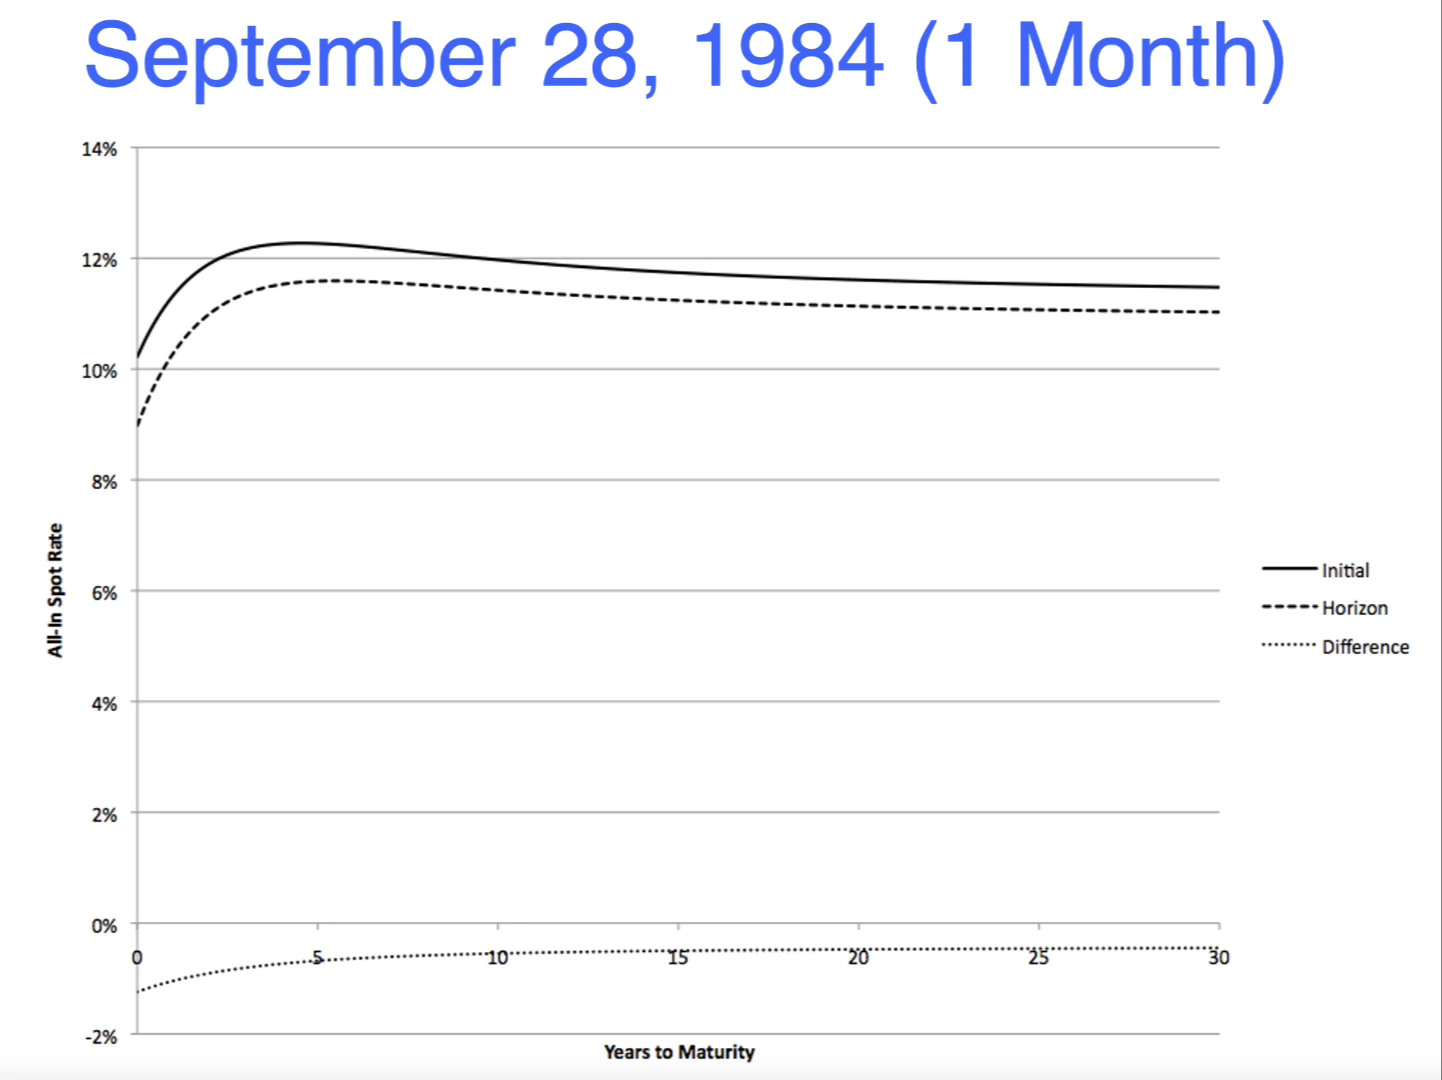 September 28, 1984 (1 Month)
14%
12%
10%
8%
6%
4%
2%
0%
-2%
All-In Spot Rate
0 5 10 15 20 25 30
Years to Maturity
Initial
Horizon
Difference